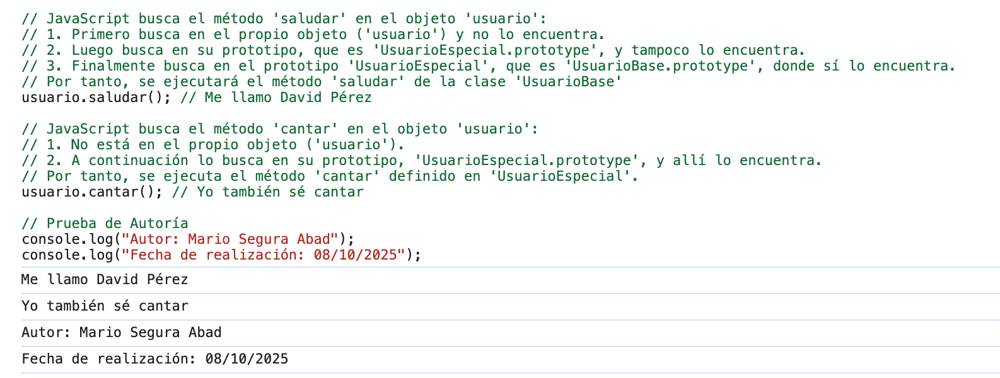 // JavaScript busca el método 'saludar' en el objeto 'usuario':
// 1. Primero busca en el propio objeto ('usuario') y no lo encuentra.
// 2. Luego busca en su prototipo, que es 'UsuarioEspecial.prototype', y tampoco lo encuentra.
// 3. Finalmente busca en el prototipo 'UsuarioEspecial', que es 'UsuarioBase.prototype', donde sí lo encuentra.
// Por tanto, se ejecutará el método 'saludar' de la clase 'UsuarioBase'
usuario.saludar(); // Me llamo David Pérez
// JavaScript busca el método 'cantar' en el objeto 'usuario':
// 1. No está en el propio objeto ('usuario').
// 2. A continuación lo busca en su prototipo, 'UsuarioEspecial.prototype', y allí lo encuentra.
// Por tanto, se ejecuta el método 'cantar' definido en 'UsuarioEspecial'.
usuario.cantar(); // Yo también sé cantar
// Prueba de Autoría
console.log("Autor: Mario Segura Abad");
console.log("Fecha de realización: 08/10/2025");
Me llamo David Pérez
Yo también sé cantar
Autor: Mario Segura Abad
Fecha de realización: 08/10/2025